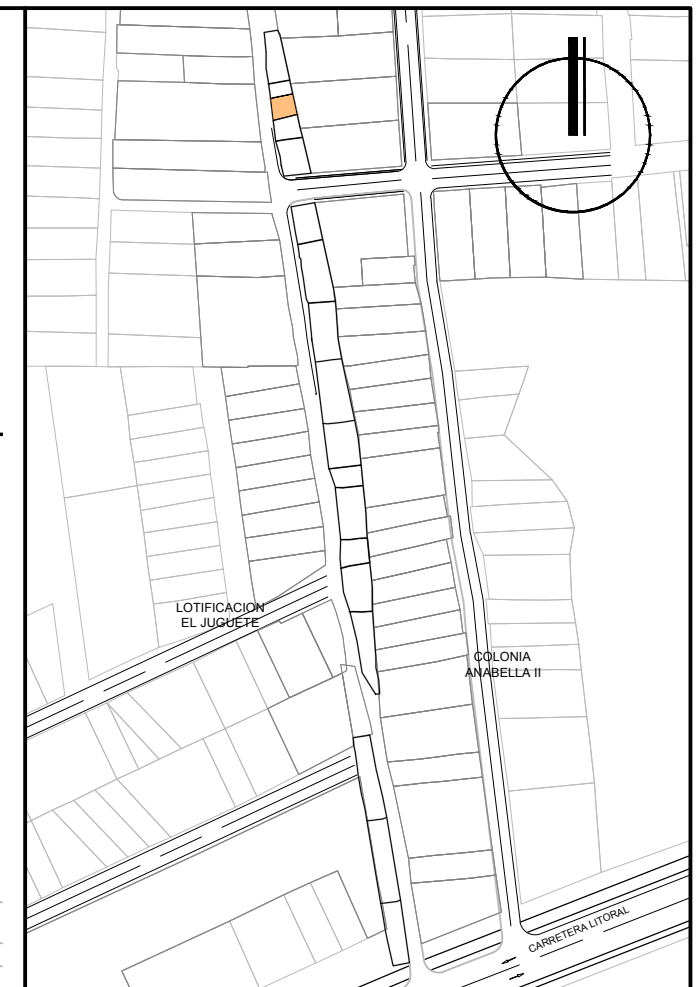 LOTIFICACION
EL JUGUETE
COLONIA
ANABELLA II
CARRETERA LITORAL